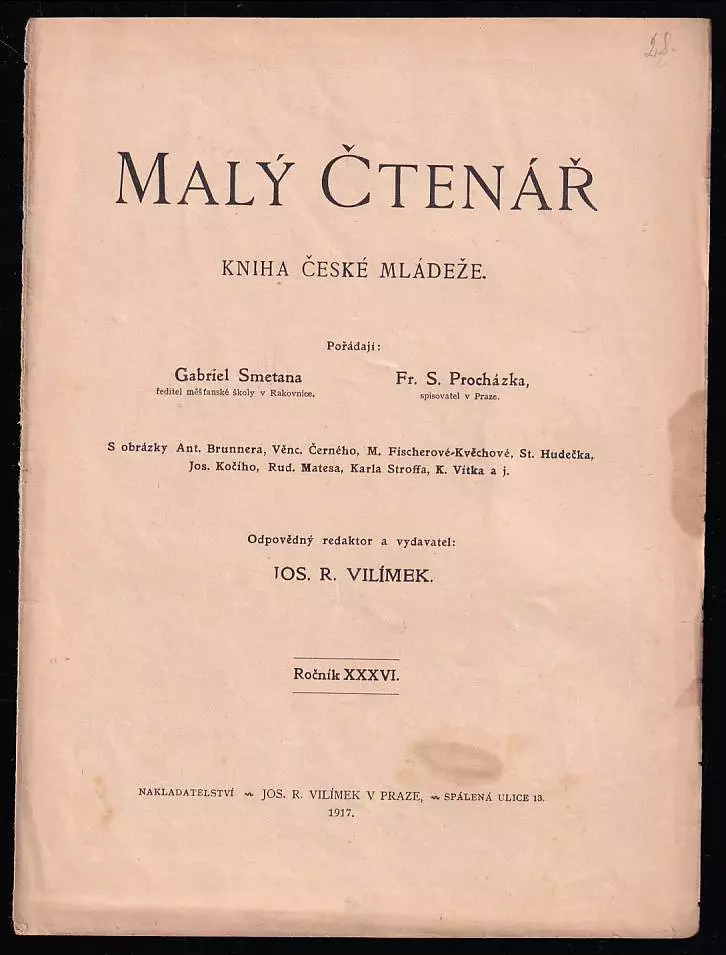 28.
MALÝ ČTENÁŘ
KNIHA ČESKÉ MLÁDEŽE.
Pořádají:
Gabriel Smetana
ředitel měšťanské školy v Rakovníce.
Fr. S. Procházka,
spisovatel v Praze.
S obrázky Ant. Brunnera, Věnc. Černého, M. Fischerové-Kvěchové, St. Hudečka,
Jos. Kočího, Rud. Matesa, Karla Stroffa, K. Vítka a j.
Odpovědný redaktor a vydavatel:
JOS. R. VILÍMEK.
Ročník XXXVI.
NAKLADATELSTVÍ ~ JOS. R. VILÍMEK V PRAZE, ~ SPÁLENÁ ULICE 13.
1917.